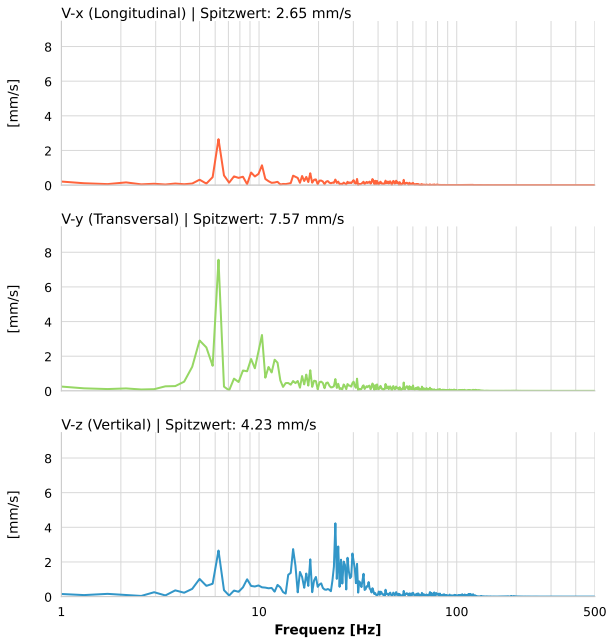 V-x (Longitudinal) | Spitzwert: 2.65 mm/s
8
6
[mm/s]
4
2
0
V-y (Transversal) | Spitzwert: 7.57 mm/s
8
6
[mm/s]
4
2
0
V-z (Vertikal) | Spitzwert: 4.23 mm/s
8
6
[mm/s]
4
2
0
1 10 100 500
Frequenz [Hz]